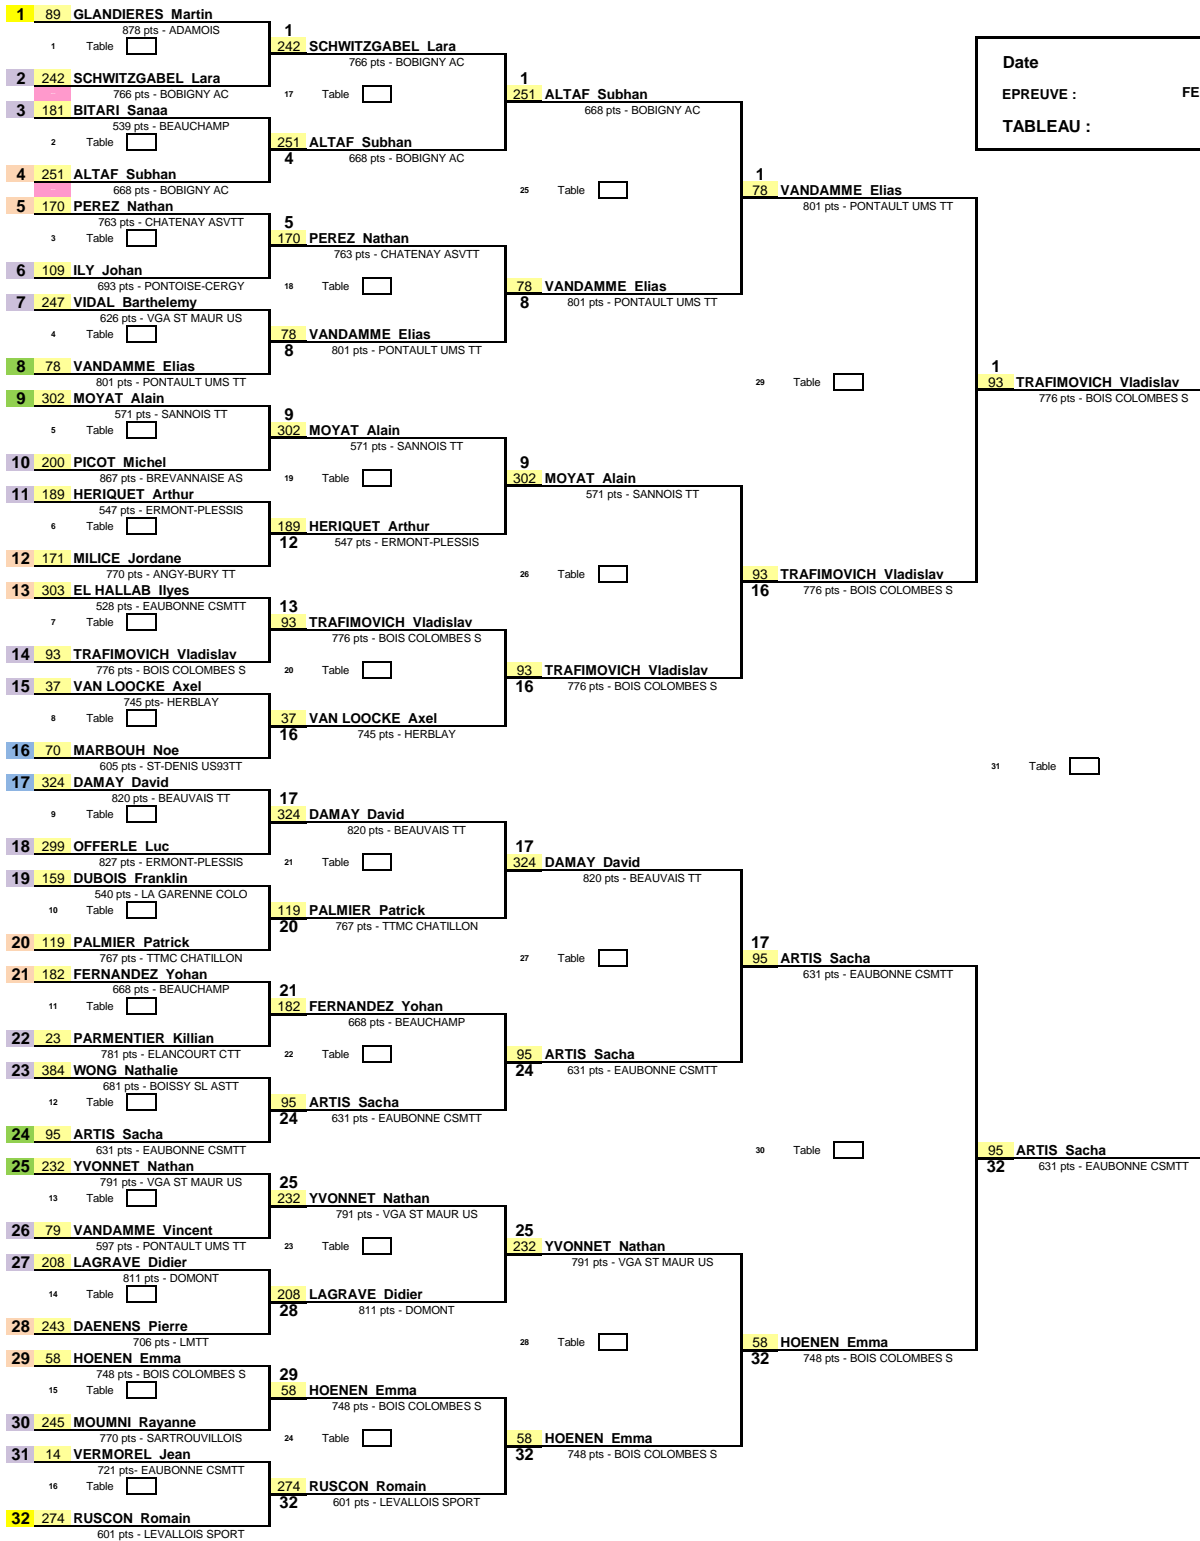 1 89 GLANDIERES Martin
878 pts - ADAMOIS
1 Table
2 242 SCHWITZGABEL Lara
766 pts - BOBIGNY AC
3 181 BITARI Sanaa
539 pts - BEAUCHAMP
2 Table
4 251 ALTAF Subhan
668 pts - BOBIGNY AC
5 170 PEREZ Nathan
763 pts - CHATENAY ASVTT
3 Table
6 109 ILY Johan
693 pts - PONTOISE-CERGY
7 247 VIDAL Barthelemy
626 pts - VGA ST MAUR US
4 Table
8 78 VANDAMME Elias
801 pts - PONTAULT UMS TT
9 302 MOYAT Alain
571 pts - SANNOIS TT
5 Table
10 200 PICOT Michel
867 pts - BREVANNAISE AS
11 189 HERIQUET Arthur
547 pts - ERMONT-PLESSIS
6 Table
12 171 MILICE Jordane
770 pts - ANGY-BURY TT
13 303 EL HALLAB Ilyes
528 pts - EAUBONNE CSMTT
7 Table
14 93 TRAFIMOVICH Vladislav
776 pts - BOIS COLOMBES S
15 37 VAN LOOCKE Axel
745 pts- HERBLAY
8 Table
16 70 MARBOUH Noe
605 pts - ST-DENIS US93TT
17 324 DAMAY David
820 pts - BEAUVAIS TT
9 Table
18 299 OFFERLE Luc
827 pts - ERMONT-PLESSIS
19 159 DUBOIS Franklin
540 pts - LA GARENNE COLO
10 Table
20 119 PALMIER Patrick
767 pts - TTMC CHATILLON
21 182 FERNANDEZ Yohan
668 pts - BEAUCHAMP
11 Table
22 23 PARMENTIER Killian
781 pts - ELANCOURT CTT
23 384 WONG Nathalie
681 pts - BOISSY SL ASTT
12 Table
24 95 ARTIS Sacha
631 pts - EAUBONNE CSMTT
25 232 YVONNET Nathan
791 pts - VGA ST MAUR US
13 Table
26 79 VANDAMME Vincent
597 pts - PONTAULT UMS TT
27 208 LAGRAVE Didier
811 pts - DOMONT
14 Table
28 243 DAENENS Pierre
706 pts - LMTT
29 58 HOENEN Emma
748 pts - BOIS COLOMBES S
15 Table
30 245 MOUMNI Rayanne
770 pts - SARTROUVILLOIS
31 14 VERMOREL Jean
721 pts- EAUBONNE CSMTT
16 Table
32 274 RUSCON Romain
601 pts - LEVALLOIS SPORT
1
242 SCHWITZGABEL Lara
766 pts - BOBIGNY AC
17 Table
251 ALTAF Subhan
4 668 pts - BOBIGNY AC
5
170 PEREZ Nathan
763 pts - CHATENAY ASVTT
18 Table
78 VANDAMME Elias
8 801 pts - PONTAULT UMS TT
9
302 MOYAT Alain
571 pts - SANNOIS TT
19 Table
189 HERIQUET Arthur
12 547 pts - ERMONT-PLESSIS
13
93 TRAFIMOVICH Vladislav
776 pts - BOIS COLOMBES S
20 Table
37 VAN LOOCKE Axel
16 745 pts - HERBLAY
17
324 DAMAY David
820 pts - BEAUVAIS TT
21 Table
119 PALMIER Patrick
20 767 pts - TTMC CHATILLON
21
182 FERNANDEZ Yohan
668 pts - BEAUCHAMP
22 Table
95 ARTIS Sacha
24 631 pts - EAUBONNE CSMTT
25
232 YVONNET Nathan
791 pts - VGA ST MAUR US
23 Table
208 LAGRAVE Didier
28 811 pts - DOMONT
29
58 HOENEN Emma
748 pts - BOIS COLOMBES S
24 Table
274 RUSCON Romain
32 601 pts - LEVALLOIS SPORT
1
251 ALTAF Subhan
668 pts - BOBIGNY AC
25 Table
78 VANDAMME Elias
8 801 pts - PONTAULT UMS TT
9
302 MOYAT Alain
571 pts - SANNOIS TT
26 Table
93 TRAFIMOVICH Vladislav
16 776 pts - BOIS COLOMBES S
17
324 DAMAY David
820 pts - BEAUVAIS TT
27 Table
95 ARTIS Sacha
24 631 pts - EAUBONNE CSMTT
25
232 YVONNET Nathan
791 pts - VGA ST MAUR US
28 Table
58 HOENEN Emma
32 748 pts - BOIS COLOMBES S
1
78 VANDAMME Elias
801 pts - PONTAULT UMS TT
29 Table
93 TRAFIMOVICH Vladislav
16 776 pts - BOIS COLOMBES S
17
95 ARTIS Sacha
631 pts - EAUBONNE CSMTT
30 Table
58 HOENEN Emma
32 748 pts - BOIS COLOMBES S
Date
EPREUVE : FE
TABLEAU :
1
93 TRAFIMOVICH Vladislav
776 pts - BOIS COLOMBES S
31 Table
95 ARTIS Sacha
32 631 pts - EAUBONNE CSMTT